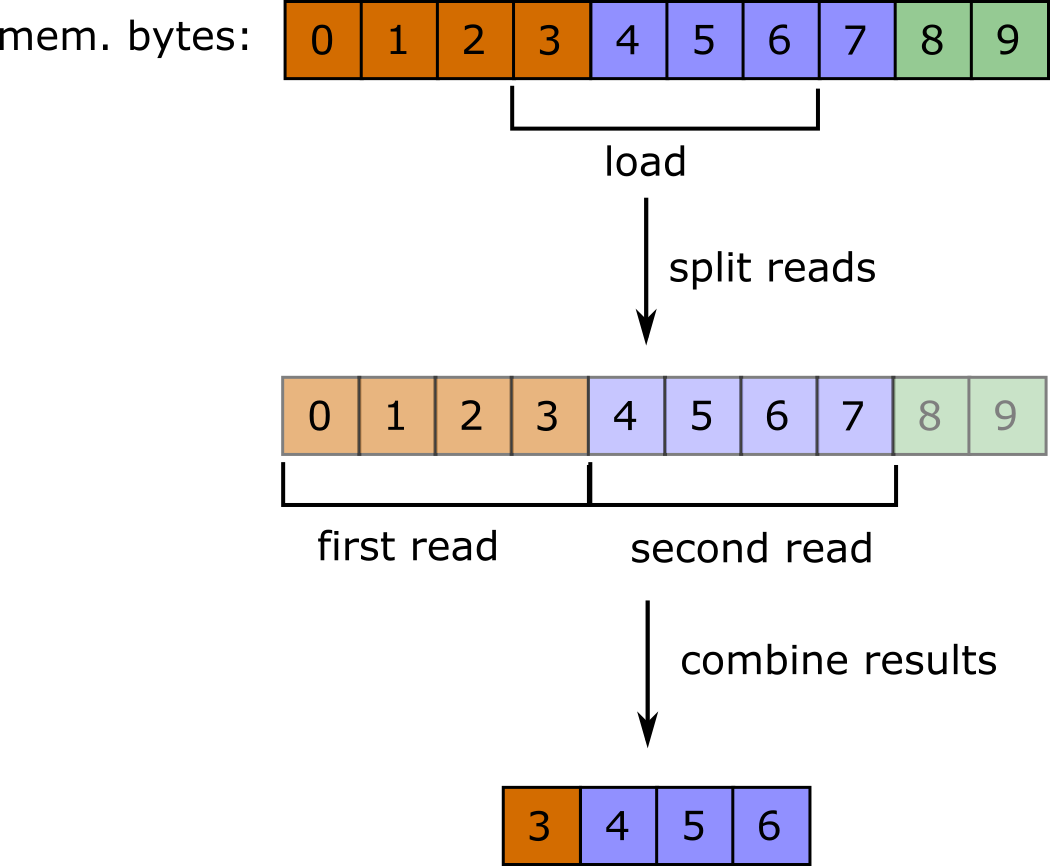 mem. bytes: 0 1 2 3 4 5 6 7 8 9
load
split reads
0 1 2 3 4 5 6 7 8 9
first read second read
combine results
3 4 5 6